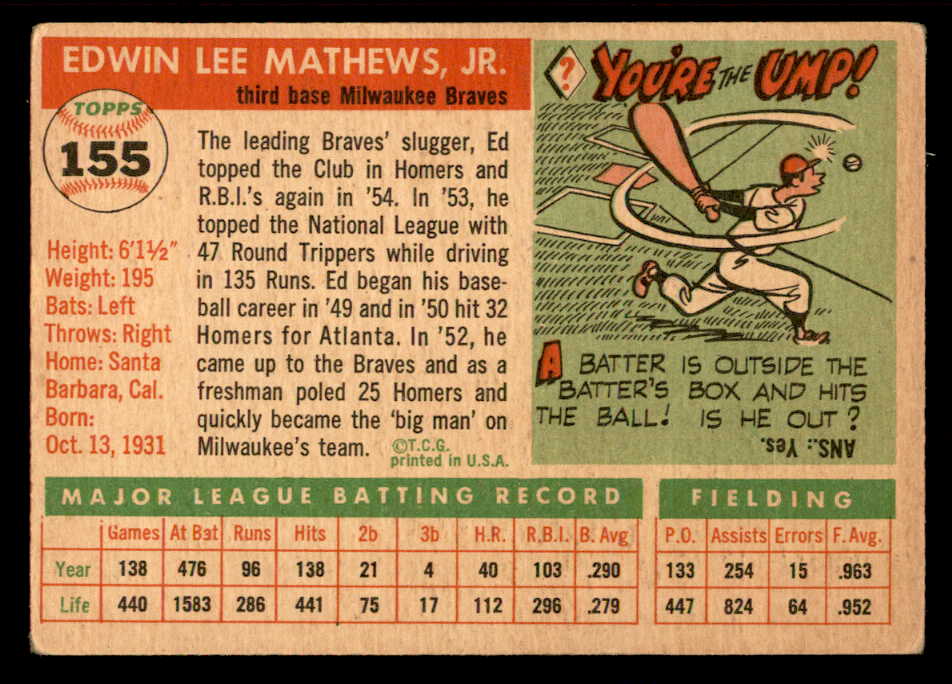 EDWIN LEE MATHEWS, JR.
third base Milwaukee Braves
TOPPS
155
Height: 6'1½"
Weight: 195
Bats: Left
Throws: Right
Home: Santa
Barbara, Cal.
Born:
Oct. 13, 1931
The leading Braves' slugger, Ed
topped the Club in Homers and
R.B.I.'s again in '54. In '53, he
topped the National League with
47 Round Trippers while driving
in 135 Runs. Ed began his base-
ball career in '49 and in '50 hit 32
Homers for Atlanta. In '52, he
came up to the Braves and as a
freshman poled 25 Homers and
quickly became the 'big man' on
Milwaukee's team.
©T.C.G.
printed in U.S.A.
? YOU'RE THE UMP!
A BATTER IS OUTSIDE THE
BATTER'S BOX AND HITS
THE BALL! IS HE OUT?
ANS.: Yes.
MAJOR LEAGUE BATTING RECORD
Games At Bat Runs Hits 2b 3b H.R. R.B.I. B. Avg
Year 138 476 96 138 21 4 40 103 .290
Life 440 1583 286 441 75 17 112 296 .279
FIELDING
P.O. Assists Errors F. Avg.
133 254 15 .963
447 824 64 .952